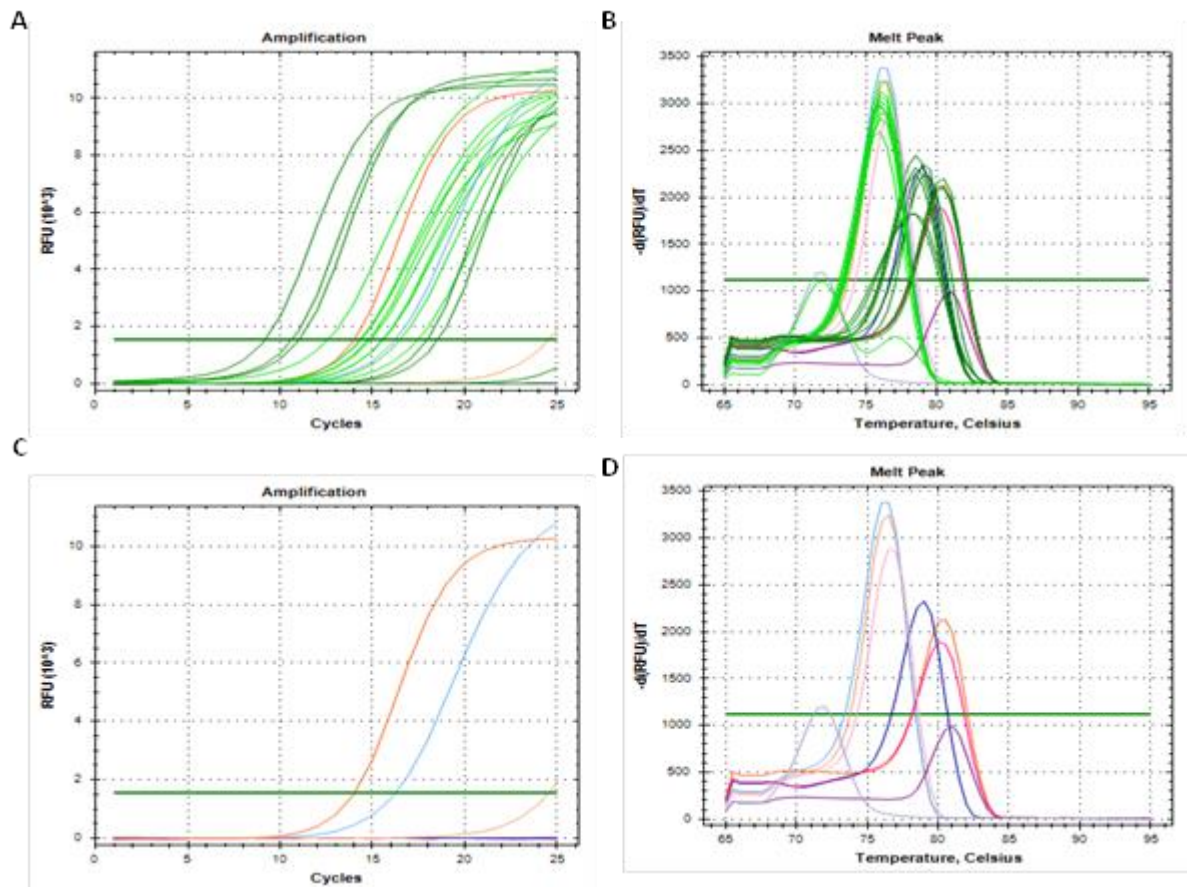 A
Amplification
10
8
6
4
2
0
RFU (10^3)
0 5 10 15 20 25
Cycles
B
Melt Peak
3500
3000
2500
2000
1500
1000
500
0
-d(RFU)/dT
65 70 75 80 85 90 95
Temperature, Celsius
C
Amplification
10
8
6
4
2
0
RFU (10^3)
0 5 10 15 20 25
Cycles
D
Melt Peak
3500
3000
2500
2000
1500
1000
500
0
-d(RFU)/dT
65 70 75 80 85 90 95
Temperature, Celsius